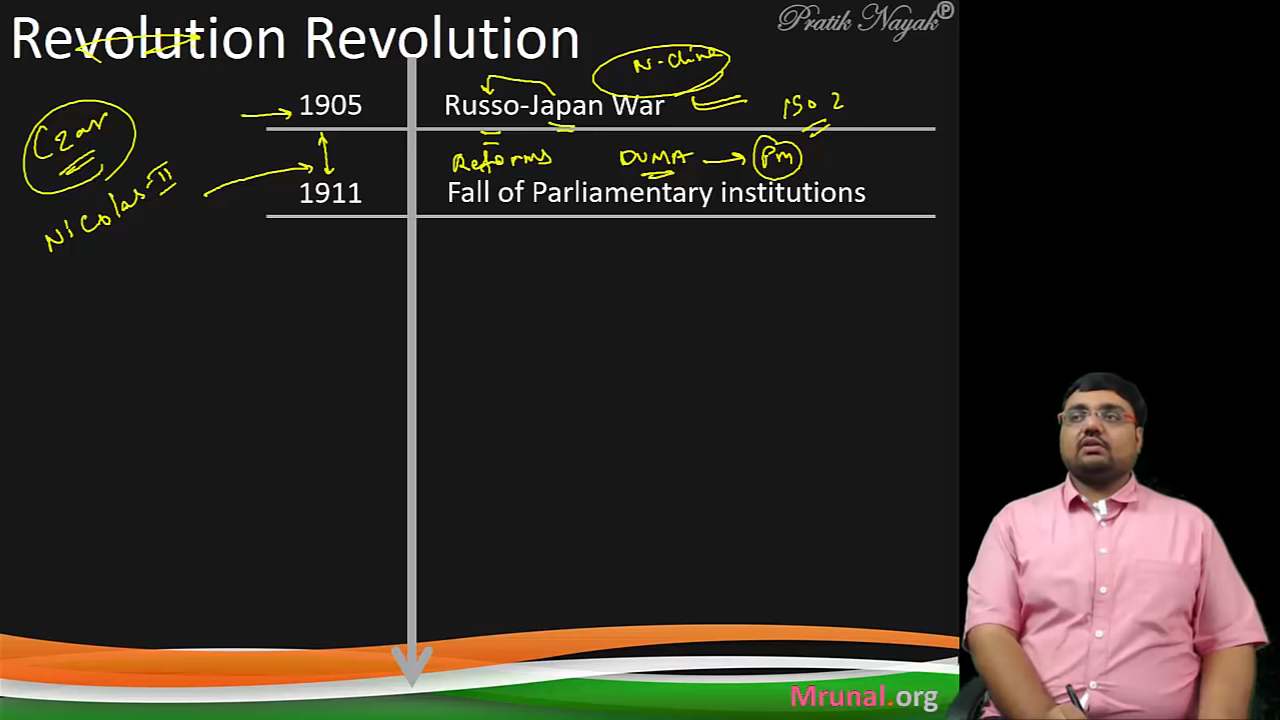 Revolution Revolution
Pratik Nayak ℗
N-China
1905 Russo-Japan War
1902
Czar
Reforms DUMA PM
1911 Fall of Parliamentary institutions
Nicolas-II
Mrunal.org